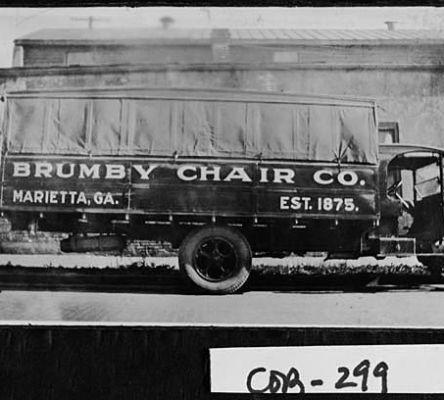 BRUMBY CHAIR CO.
MARIETTA, GA. EST. 1875.
COB-299